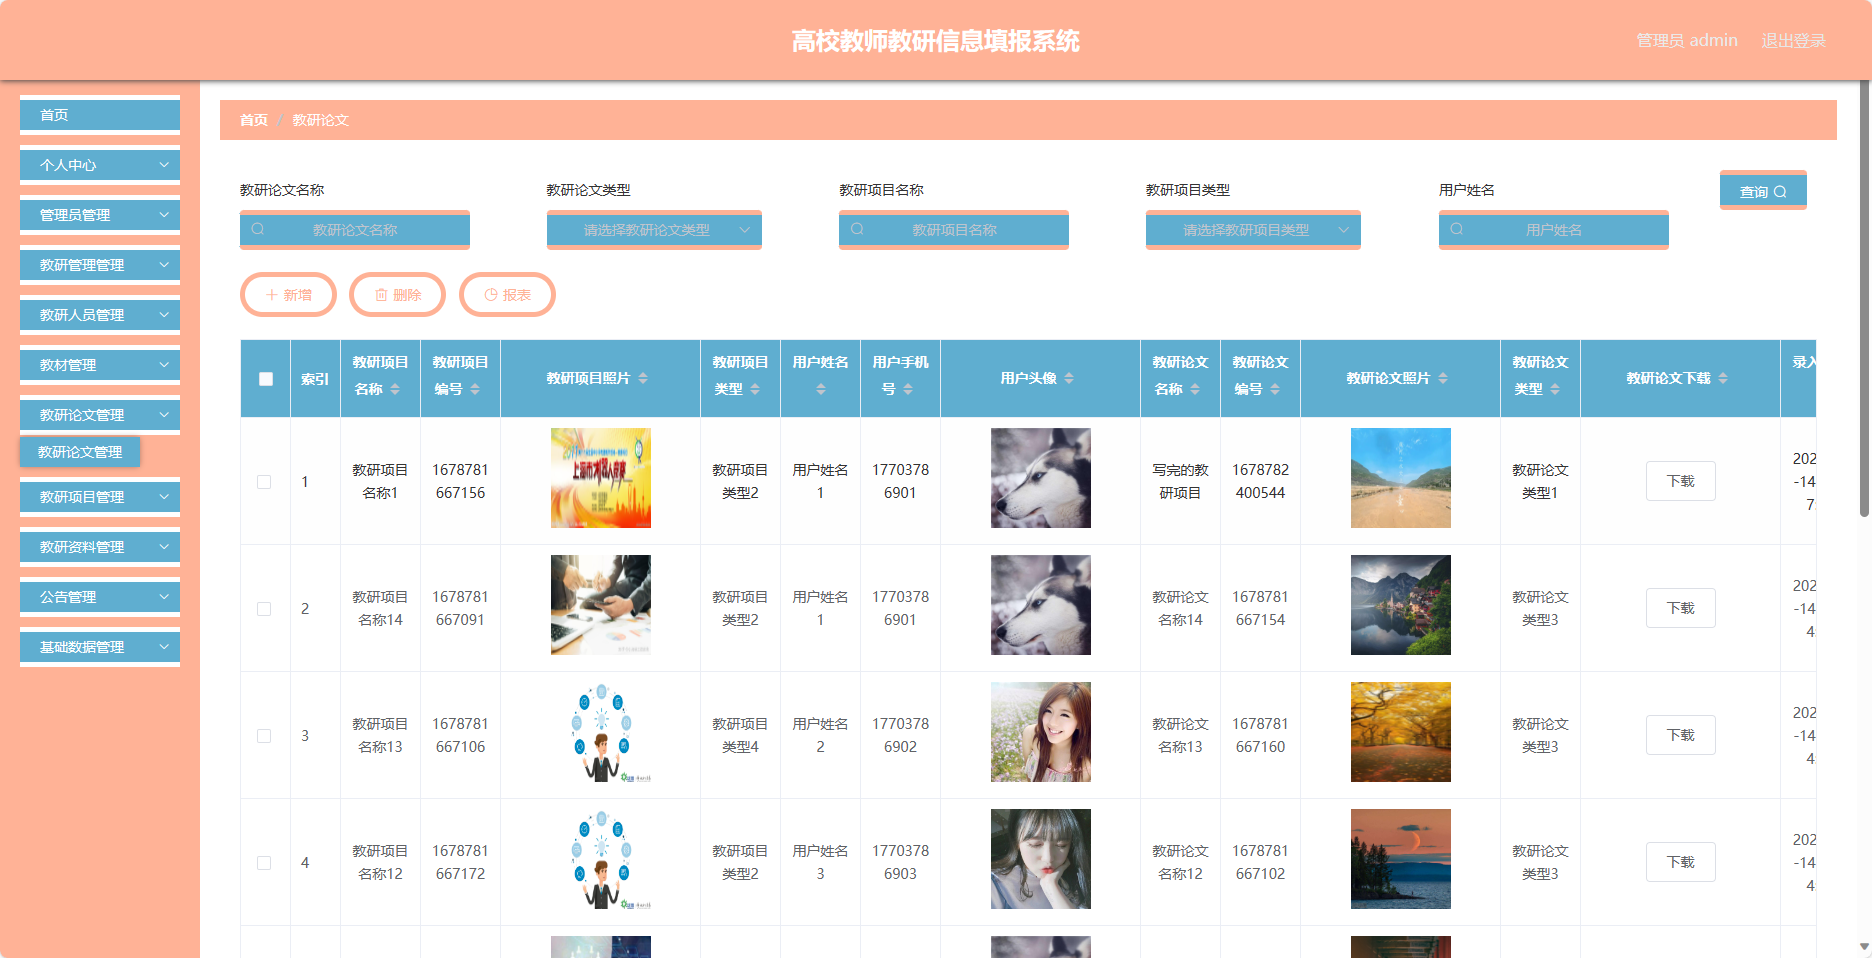 高校教师教研信息填报系统
管理员 admin 退出登录
首页
个人中心
管理员管理
教研管理管理
教研人员管理
教材管理
教研论文管理
教研论文管理
教研项目管理
教研资料管理
公告管理
基础数据管理
首页 / 教研论文
教研论文名称 教研论文类型 教研项目名称 教研项目类型 用户姓名
教研论文名称 请选择教研论文类型 教研项目名称 请选择教研项目类型 用户姓名 查询
新增 删除 报表
索引 教研项目名称 教研项目编号 教研项目照片 教研项目类型 用户姓名 用户手机号 用户头像 教研论文名称 教研论文编号 教研论文照片 教研论文类型 教研论文下载 录入
1 教研项目名称1 1678781667156 上海市机器人竞赛 教研项目类型2 用户姓名1 17703786901 写完的教研项目 1678782400544 教研论文类型1 下载 202-147
2 教研项目名称14 1678781667091 教研项目类型2 用户姓名1 17703786901 教研论文名称14 1678781667154 教研论文类型3 下载 202-144
3 教研项目名称13 1678781667106 教研项目类型4 用户姓名2 17703786902 教研论文名称13 1678781667160 教研论文类型3 下载 202-144
4 教研项目名称12 1678781667172 教研项目类型2 用户姓名3 17703786903 教研论文名称12 1678781667102 教研论文类型3 下载 202-144